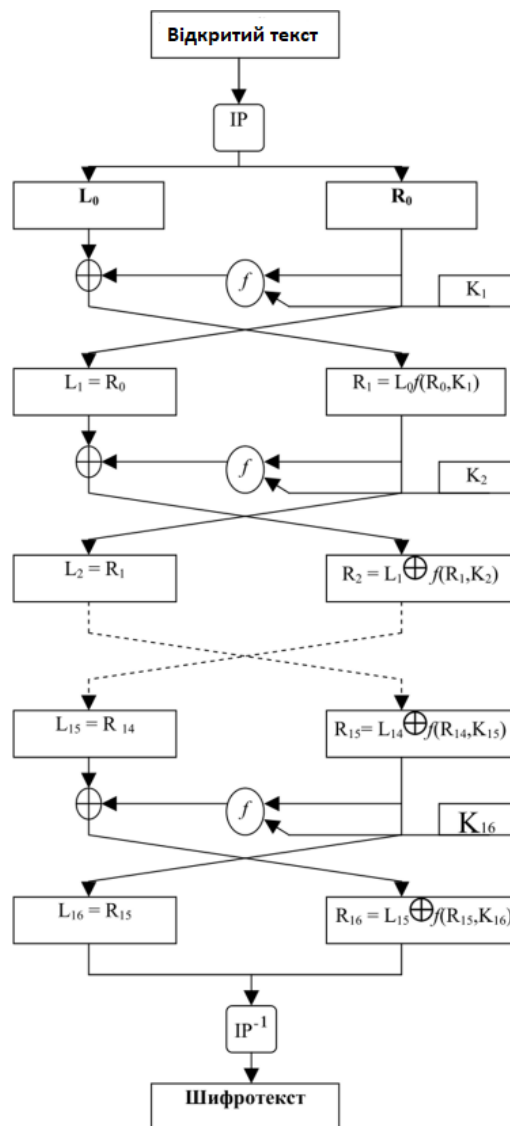 Відкритий текст
IP
L₀ R₀
f
K₁
L₁ = R₀ R₁ = L₀f(R₀,K₁)
f
K₂
L₂ = R₁ R₂ = L₁⊕f(R₁,K₂)
L₁₅ = R ₁₄ R₁₅= L₁₄⊕f(R₁₄,K₁₅)
f
K₁₆
L₁₆ = R₁₅ R₁₆ = L₁₅⊕f(R₁₅,K₁₆)
IP⁻¹
Шифротекст